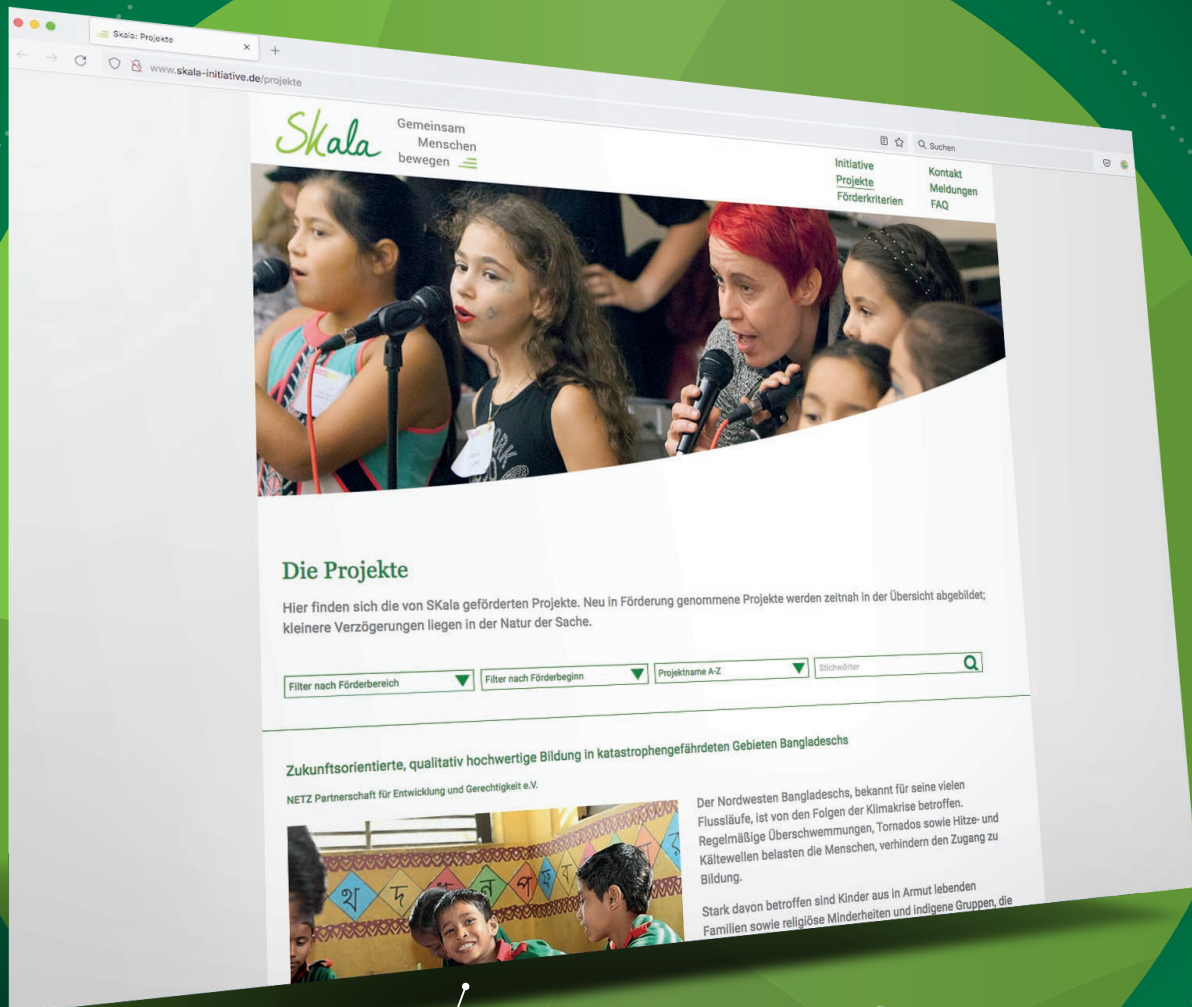 Skala: Projekte
www.skala-initiative.de/projekte
Suchen
Skala
Gemeinsam
Menschen
bewegen
Initiative
Projekte
Förderkriterien
Kontakt
Meldungen
FAQ
Die Projekte
Hier finden sich die von SKala geförderten Projekte. Neu in Förderung genommene Projekte werden zeitnah in der Übersicht abgebildet;
kleinere Verzögerungen liegen in der Natur der Sache.
Filter nach Förderbereich
Filter nach Förderbeginn
Projektname A-Z
Stichwörter
Zukunftsorientierte, qualitativ hochwertige Bildung in katastrophengefährdeten Gebieten Bangladeschs
NETZ Partnerschaft für Entwicklung und Gerechtigkeit e.V.
Der Nordwesten Bangladeschs, bekannt für seine vielen
Flussläufe, ist von den Folgen der Klimakrise betroffen.
Regelmäßige Überschwemmungen, Tornados sowie Hitze- und
Kältewellen belasten die Menschen, verhindern den Zugang zu
Bildung.
Stark davon betroffen sind Kinder aus in Armut lebenden
Familien sowie religiöse Minderheiten und indigene Gruppen, die
থ দ ন প